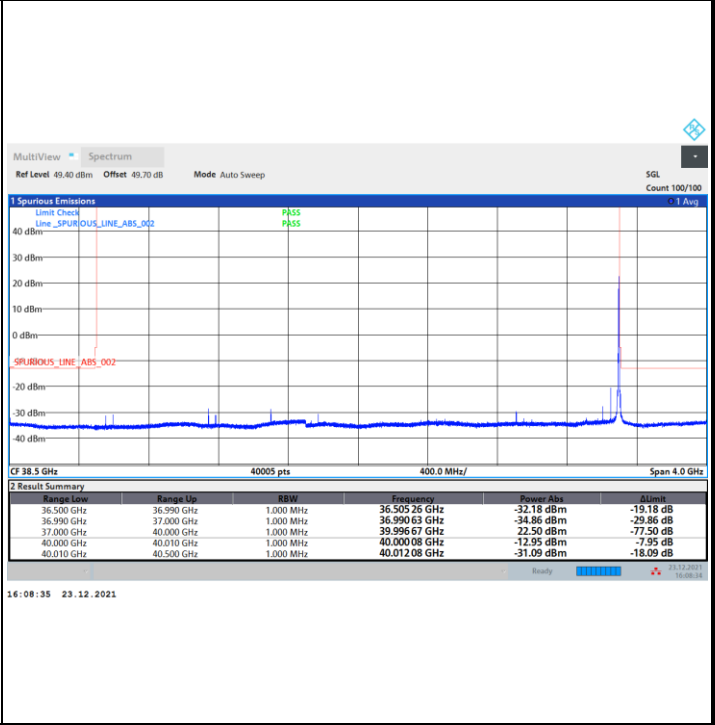 MultiView Spectrum
Ref Level 49.40 dBm Offset 49.70 dB Mode Auto Sweep SGL
Count 100/100
1 Spurious Emissions 1 Avg
Limit Check PASS
Line _SPURIOUS_LINE_ABS_002 PASS
40 dBm
30 dBm
20 dBm
10 dBm
0 dBm
_SPURIOUS_LINE_ABS_002
-20 dBm
-30 dBm
-40 dBm
CF 38.5 GHz 40005 pts 400.0 MHz/ Span 4.0 GHz
2 Result Summary
Range Low Range Up RBW Frequency Power Abs ΔLimit
36.500 GHz 36.990 GHz 1.000 MHz 36.505 26 GHz -32.18 dBm -19.18 dB
36.990 GHz 37.000 GHz 1.000 MHz 36.990 63 GHz -34.86 dBm -29.86 dB
37.000 GHz 40.000 GHz 1.000 MHz 39.996 67 GHz 22.50 dBm -77.50 dB
40.000 GHz 40.010 GHz 1.000 MHz 40.000 08 GHz -12.95 dBm -7.95 dB
40.010 GHz 40.500 GHz 1.000 MHz 40.012 08 GHz -31.09 dBm -18.09 dB
Ready 23.12.2021
16:08:34
16:08:35 23.12.2021